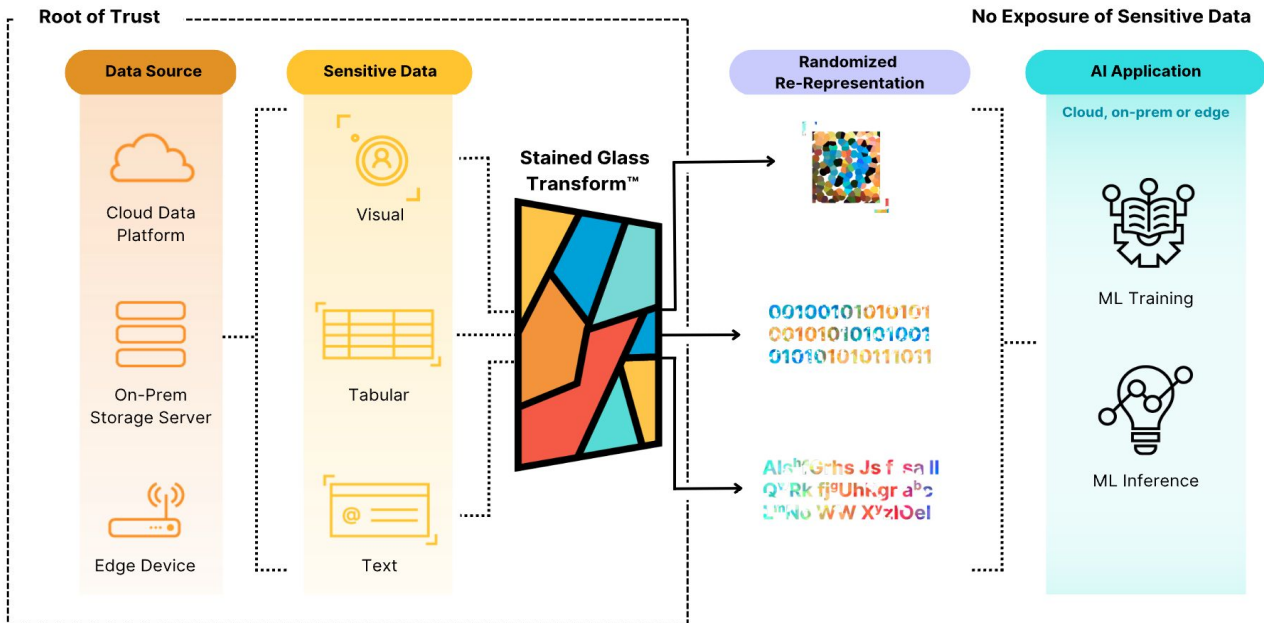 Root of Trust
No Exposure of Sensitive Data
Data Source
Sensitive Data
Randomized
Re-Representation
AI Application
Cloud, on-prem or edge
Cloud Data
Platform
Visual
Stained Glass
Transform™
ML Training
001001010101 0101
00101010101001
010101010111011
On-Prem
Storage Server
Tabular
ML Inference
@
Edge Device
Text